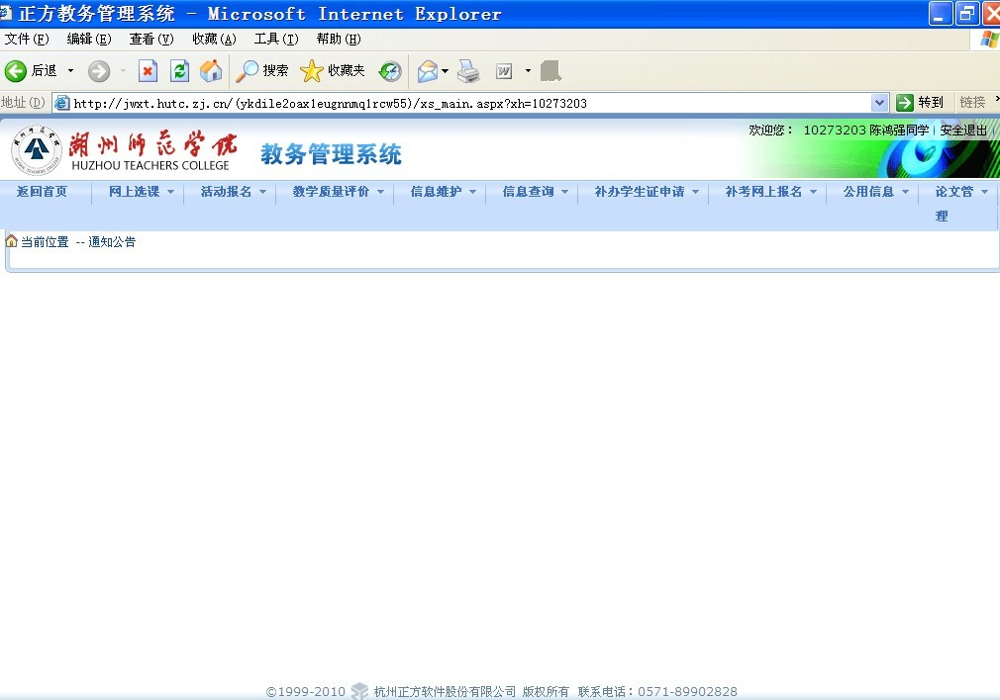 正方教务管理系统 - Microsoft Internet Explorer
文件(F) 编辑(E) 查看(V) 收藏(A) 工具(T) 帮助(H)
后退 搜索 收藏夹
地址(D) http://jwxt.hutc.zj.cn/(ykdile2oax1eugnnmq1rcw55)/xs_main.aspx?xh=10273203 转到 链接
湖州师范学院
HUZHOU TEACHERS COLLEGE
教务管理系统
欢迎您： 10273203 陈鸿强同学 | 安全退出
返回首页 网上选课 活动报名 教学质量评价 信息维护 信息查询 补办学生证申请 补考网上报名 公用信息 论文管
理
当前位置 -- 通知公告
©1999-2010 杭州正方软件股份有限公司 版权所有 联系电话：0571-89902828